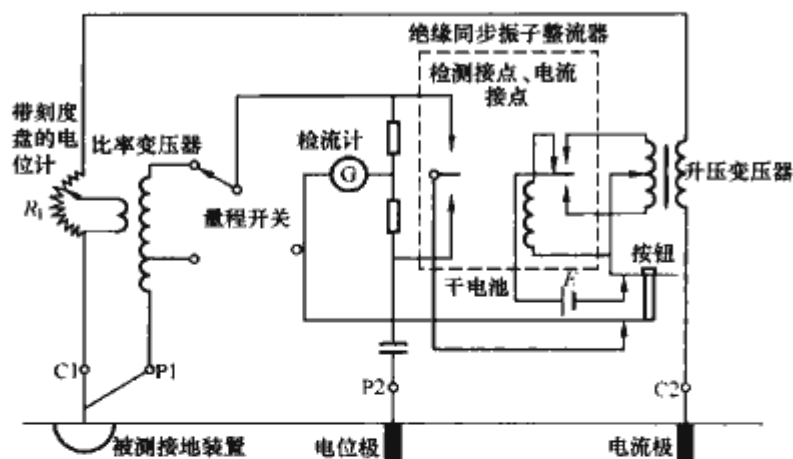 绝缘同步振子整流器
检测接点、电流
接点
带刻度
盘的电
位计
比率变压器
检流计
G
升压变压器
R₁
量程开关
按钮
干电池
E
C1
P1
P2
C2
被测接地装置
电位极
电流极